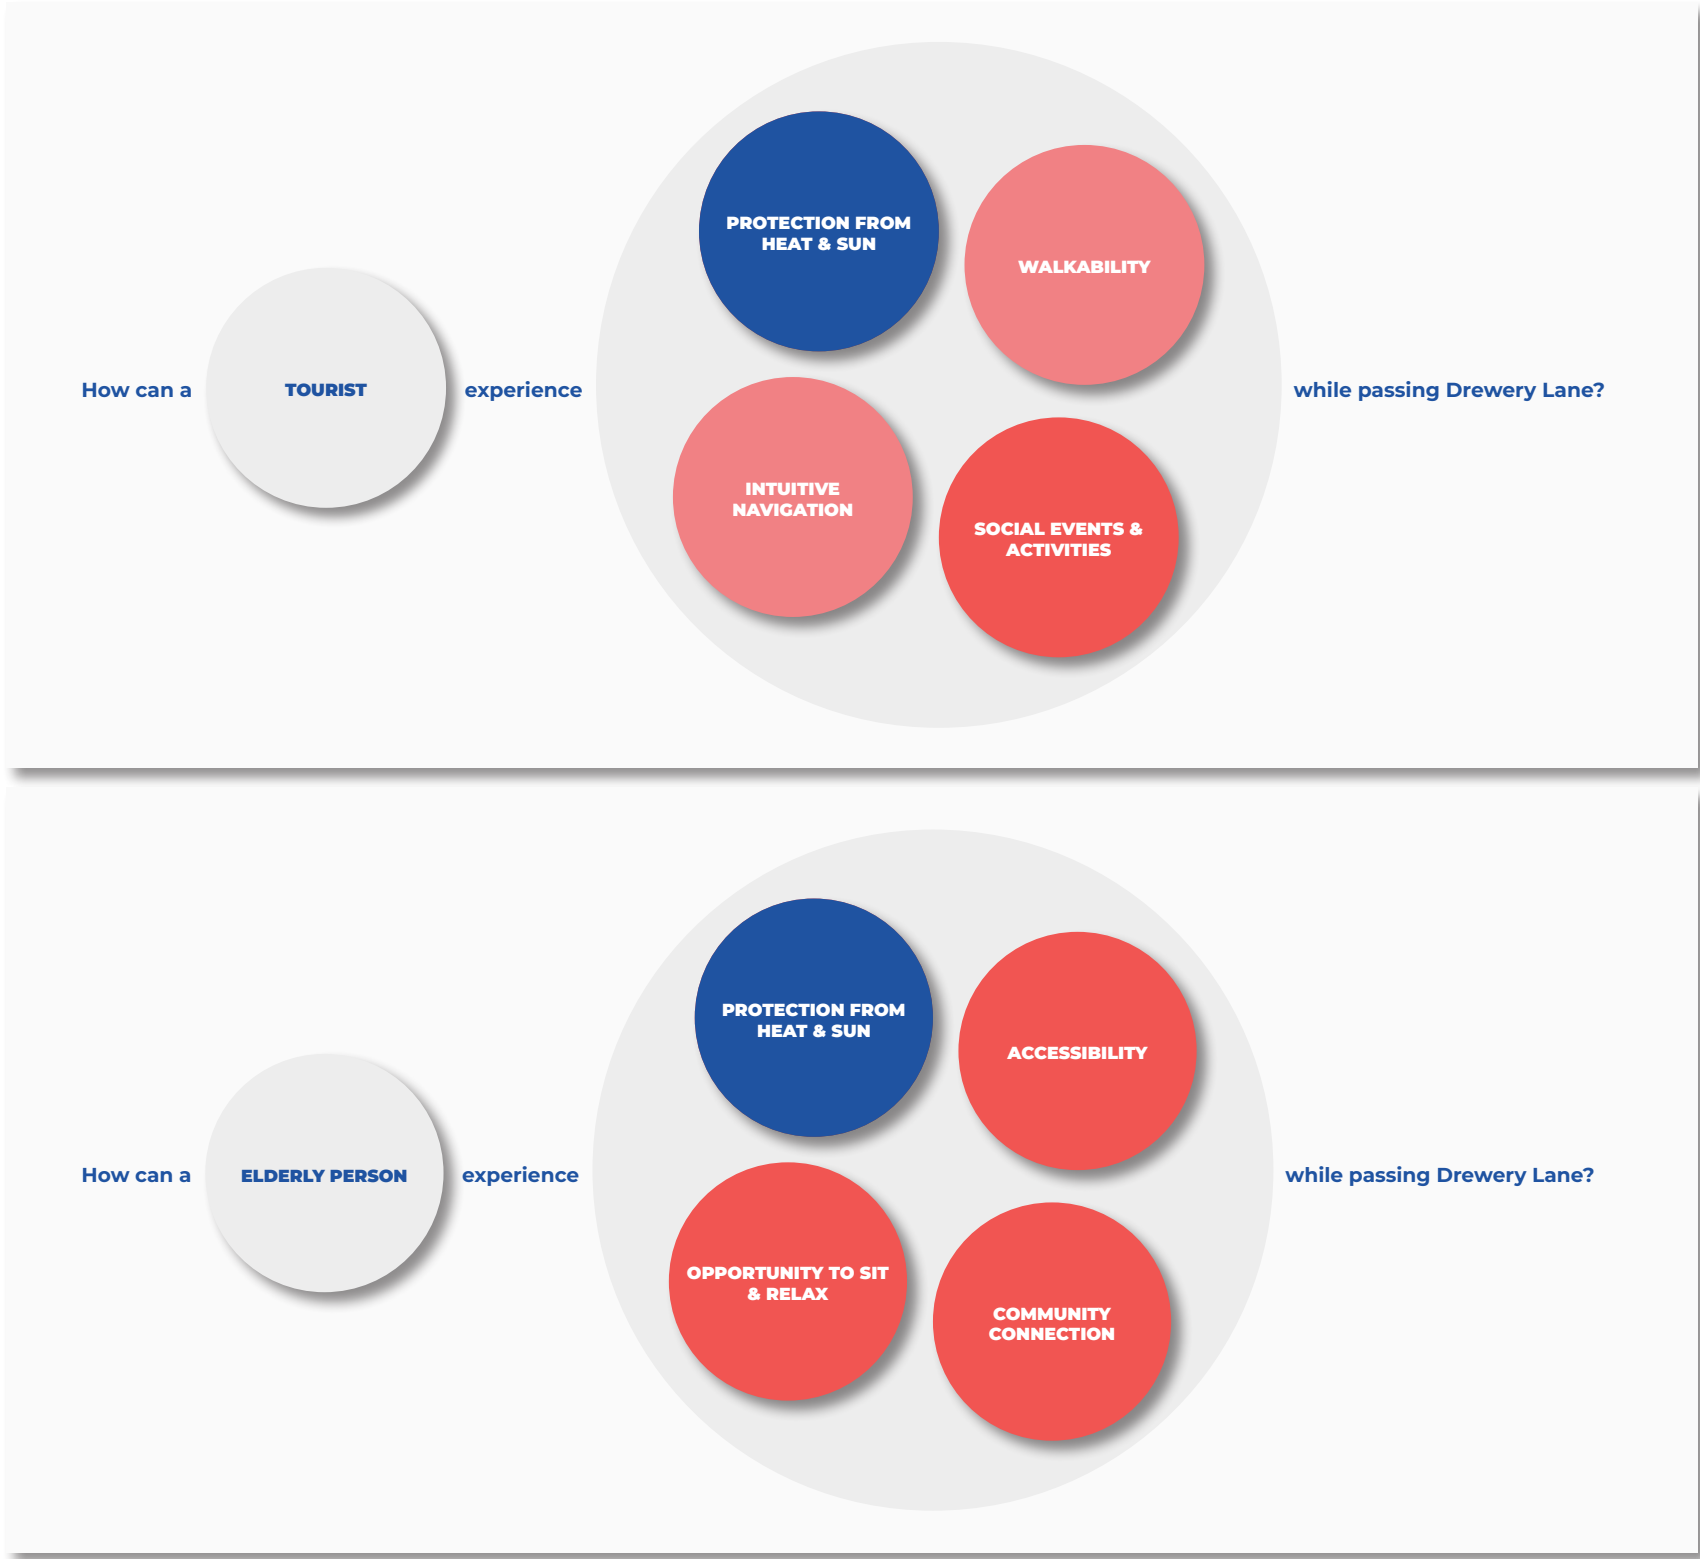 How can a
TOURIST
experience
PROTECTION FROM
HEAT & SUN
WALKABILITY
INTUITIVE
NAVIGATION
SOCIAL EVENTS &
ACTIVITIES
while passing Drewery Lane?
How can a
ELDERLY PERSON
experience
PROTECTION FROM
HEAT & SUN
ACCESSIBILITY
OPPORTUNITY TO SIT
& RELAX
COMMUNITY
CONNECTION
while passing Drewery Lane?